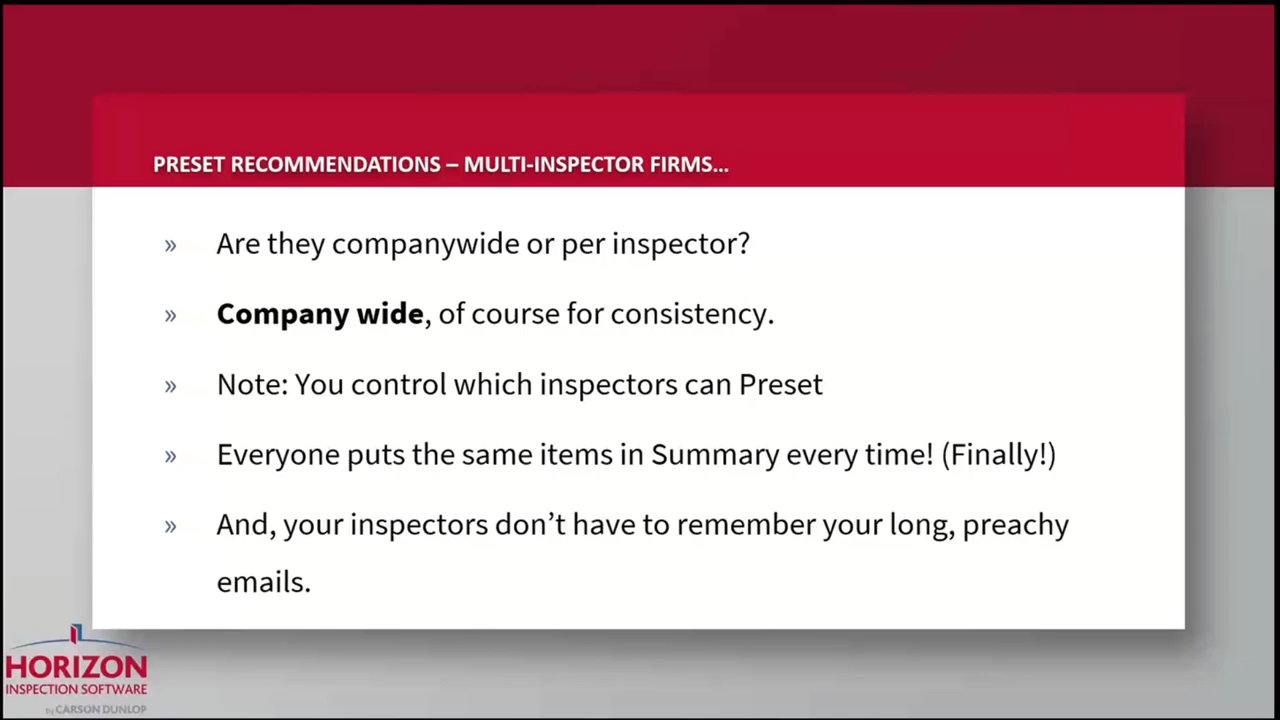 PRESET RECOMMENDATIONS – MULTI-INSPECTOR FIRMS…
» Are they companywide or per inspector?
» Company wide, of course for consistency.
» Note: You control which inspectors can Preset
» Everyone puts the same items in Summary every time! (Finally!)
» And, your inspectors don’t have to remember your long, preachy
emails.
HORIZON
INSPECTION SOFTWARE
by CARSON DUNLOP